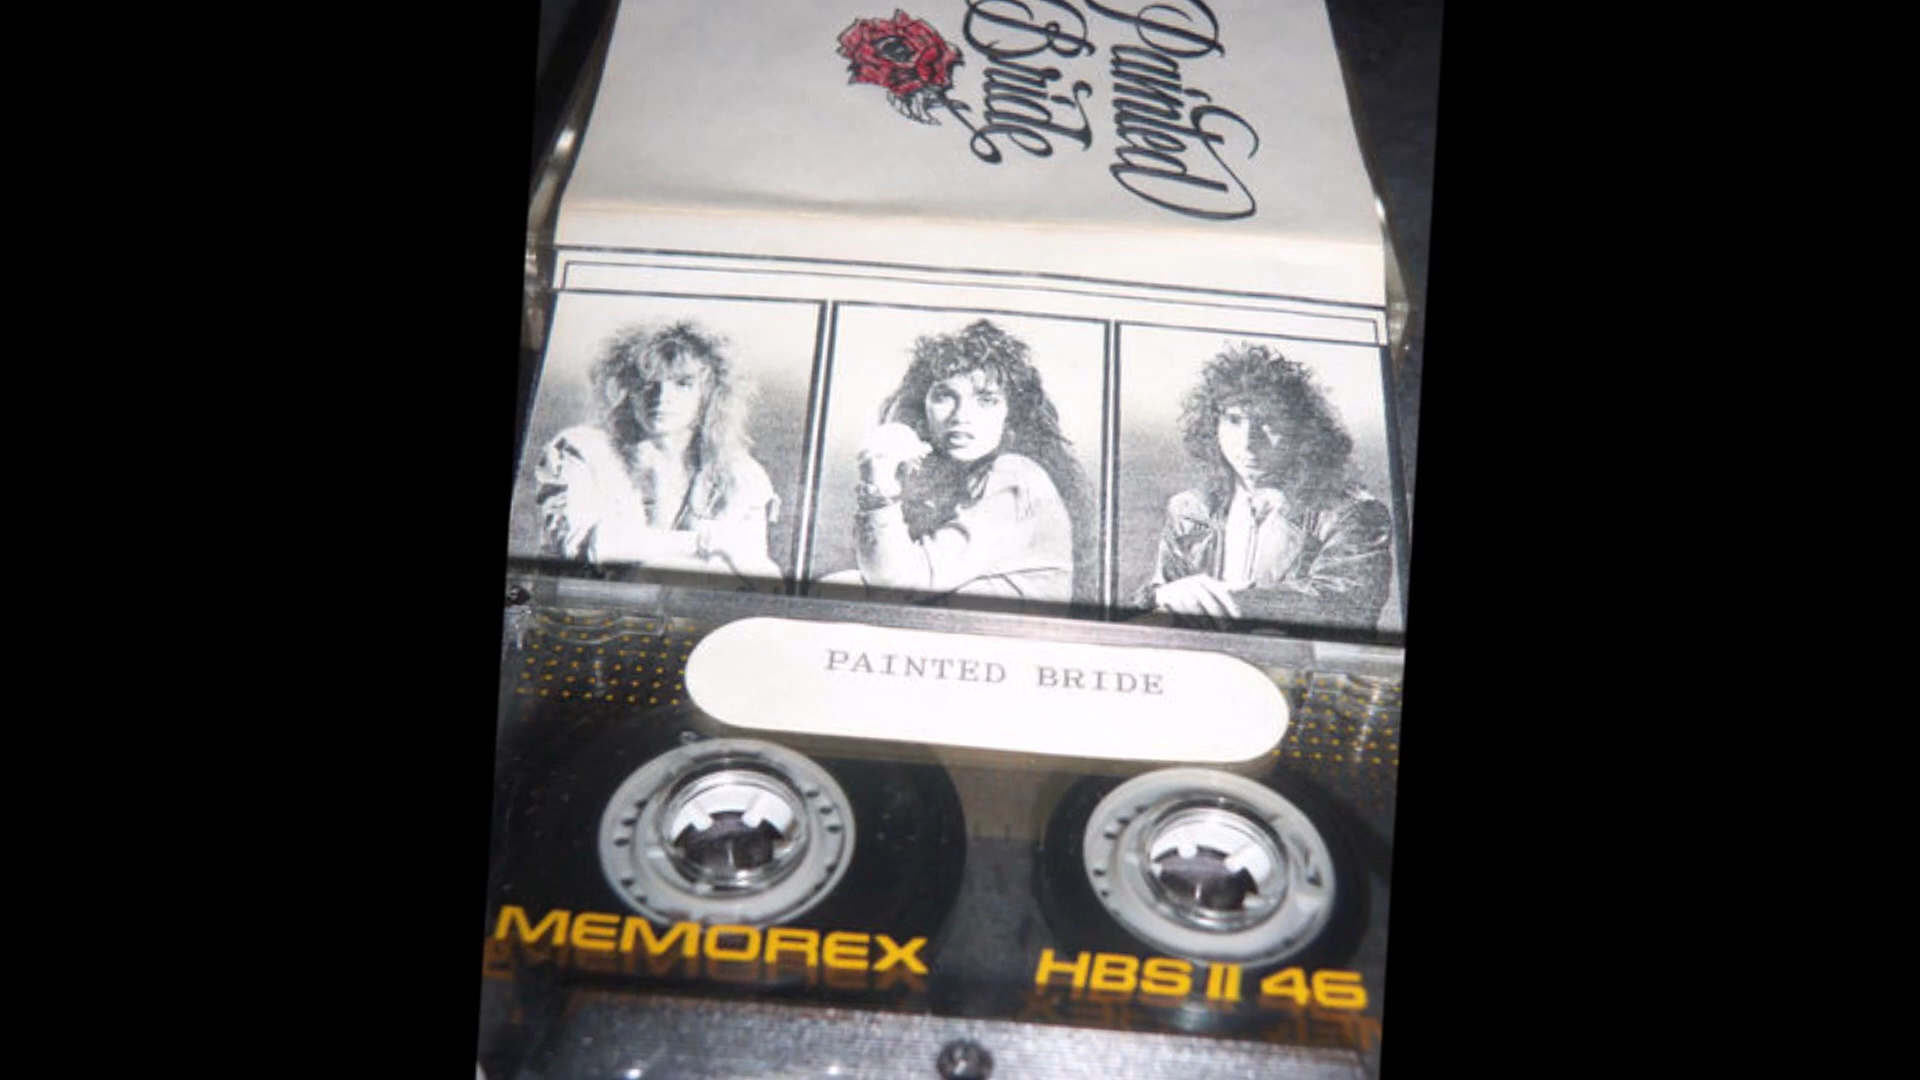 Painted
Bride
PAINTED BRIDE
MEMOREX
HBS II 46